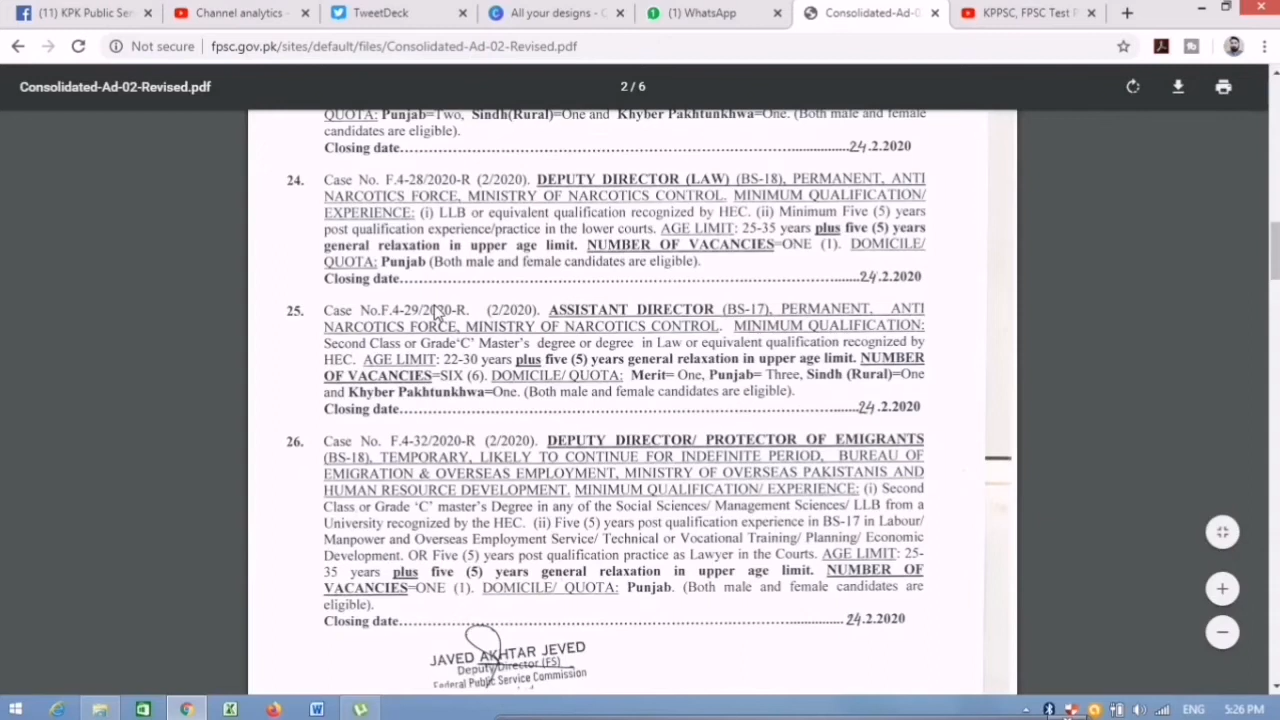 KPK Public Ser
Channel analytics -
TweetDeck
All your designs - C
(1) WhatsApp
Consolidated-Ad-0
KPPSC, FPSC Test P
Not secure
fpsc.gov.pk/sites/default/files/Consolidated-Ad-02-Revised.pdf
Consolidated-Ad-02-Revised.pdf
2 / 6
QUOTA: Punjab=Two, Sindh(Rural)=One and Khyber Pakhtunkhwa=One. (Both male and female
candidates are eligible).
Closing date..........24.2.2020
24. Case No. F.4-28/2020-R (2/2020). DEPUTY DIRECTOR (LAW) (BS-18), PERMANENT, ANTI
NARCOTICS FORCE, MINISTRY OF NARCOTICS CONTROL. MINIMUM QUALIFICATION/
EXPERIENCE: (i) LLB or equivalent qualification recognized by HEC. (ii) Minimum Five (5) years
post qualification experience/practice in the lower courts. AGE LIMIT: 25-35 years plus five (5) years
general relaxation in upper age limit. NUMBER OF VACANCIES=ONE (1). DOMICILE/
QUOTA: Punjab (Both male and female candidates are eligible).
Closing date..........24.2.2020
25. Case No.F.4-29/2020-R. (2/2020). ASSISTANT DIRECTOR (BS-17), PERMANENT, ANTI
NARCOTICS FORCE, MINISTRY OF NARCOTICS CONTROL. MINIMUM QUALIFICATION:
Second Class or Grade‘C’ Master’s degree or degree in Law or equivalent qualification recognized by
HEC. AGE LIMIT: 22-30 years plus five (5) years general relaxation in upper age limit. NUMBER
OF VACANCIES=SIX (6). DOMICILE/ QUOTA: Merit= One, Punjab= Three, Sindh (Rural)=One
and Khyber Pakhtunkhwa=One. (Both male and female candidates are eligible).
Closing date..........24.2.2020
26. Case No. F.4-32/2020-R (2/2020). DEPUTY DIRECTOR/ PROTECTOR OF EMIGRANTS
(BS-18), TEMPORARY, LIKELY TO CONTINUE FOR INDEFINITE PERIOD, BUREAU OF
EMIGRATION & OVERSEAS EMPLOYMENT, MINISTRY OF OVERSEAS PAKISTANIS AND
HUMAN RESOURCE DEVELOPMENT. MINIMUM QUALIFICATION/ EXPERIENCE: (i) Second
Class or Grade ‘C’ master’s Degree in any of the Social Sciences/ Management Sciences/ LLB from a
University recognized by the HEC. (ii) Five (5) years post qualification experience in BS-17 in Labour/
Manpower and Overseas Employment Service/ Technical or Vocational Training/ Planning/ Economic
Development. OR Five (5) years post qualification practice as Lawyer in the Courts. AGE LIMIT: 25-
35 years plus five (5) years general relaxation in upper age limit. NUMBER OF
VACANCIES=ONE (1). DOMICILE/ QUOTA: Punjab. (Both male and female candidates are
eligible).
Closing date..........24.2.2020
JAVED AKHTAR JEVED
Deputy Director (FS)
Federal Public Service Commission
ENG 5:26 PM